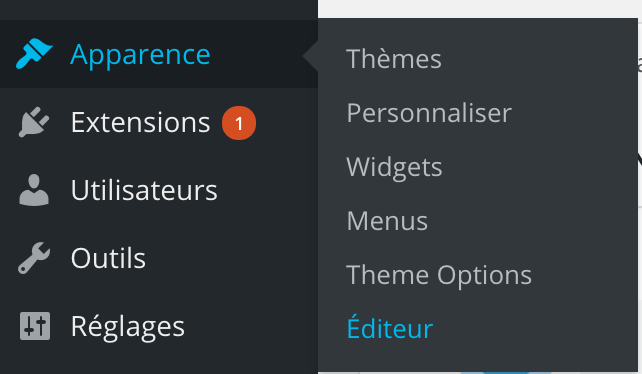 Apparence
Extensions 1
Utilisateurs
Outils
Réglages
Thèmes
Personnaliser
Widgets
Menus
Theme Options
Éditeur